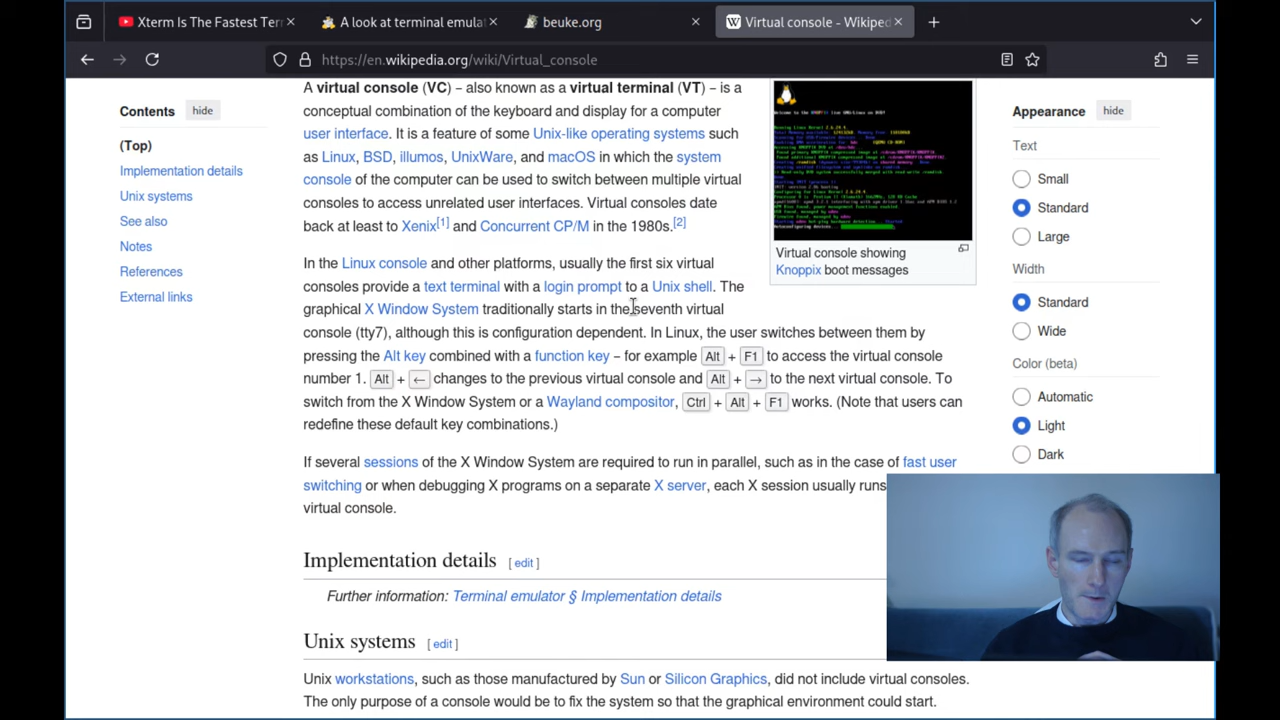 Xterm Is The Fastest Ter
A look at terminal emulat
beuke.org
Virtual console - Wikiped
https://en.wikipedia.org/wiki/Virtual_console
Contents
hide
(Top)
Implementation details
Unix systems
See also
Notes
References
External links
A virtual console (VC) – also known as a virtual terminal (VT) – is a
conceptual combination of the keyboard and display for a computer
user interface. It is a feature of some Unix-like operating systems such
as Linux, BSD, illumos, UnixWare, and macOS in which the system
console of the computer can be used to switch between multiple virtual
consoles to access unrelated user interfaces. Virtual consoles date
back at least to Xenix[1] and Concurrent CP/M in the 1980s.[2]
Virtual console showing
Knoppix boot messages
In the Linux console and other platforms, usually the first six virtual
consoles provide a text terminal with a login prompt to a Unix shell. The
graphical X Window System traditionally starts in the seventh virtual
console (tty7), although this is configuration dependent. In Linux, the user switches between them by
pressing the Alt key combined with a function key – for example Alt + F1 to access the virtual console
number 1. Alt + ← changes to the previous virtual console and Alt + → to the next virtual console. To
switch from the X Window System or a Wayland compositor, Ctrl + Alt + F1 works. (Note that users can
redefine these default key combinations.)
If several sessions of the X Window System are required to run in parallel, such as in the case of fast user
switching or when debugging X programs on a separate X server, each X session usually runs
virtual console.
Implementation details [ edit ]
Further information: Terminal emulator § Implementation details
Unix systems [ edit ]
Unix workstations, such as those manufactured by Sun or Silicon Graphics, did not include virtual consoles.
The only purpose of a console would be to fix the system so that the graphical environment could start.
Appearance
hide
Text
Small
Standard
Large
Width
Standard
Wide
Color (beta)
Automatic
Light
Dark